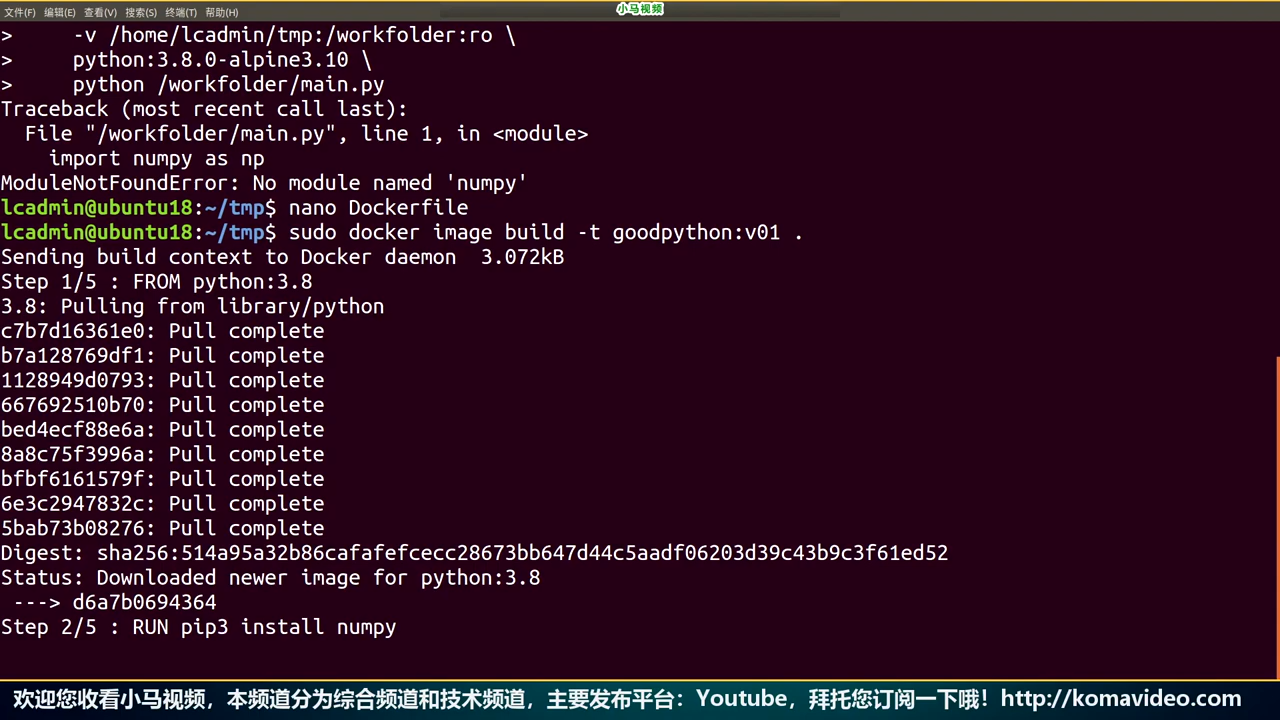 小马视频
文件(F) 编辑(E) 查看(V) 搜索(S) 终端(T) 帮助(H)
>     -v /home/lcadmin/tmp:/workfolder:ro \
>     python:3.8.0-alpine3.10 \
>     python /workfolder/main.py
Traceback (most recent call last):
  File "/workfolder/main.py", line 1, in <module>
    import numpy as np
ModuleNotFoundError: No module named 'numpy'
lcadmin@ubuntu18:~/tmp$ nano Dockerfile
lcadmin@ubuntu18:~/tmp$ sudo docker image build -t goodpython:v01 .
Sending build context to Docker daemon  3.072kB
Step 1/5 : FROM python:3.8
3.8: Pulling from library/python
c7b7d16361e0: Pull complete
b7a128769df1: Pull complete
1128949d0793: Pull complete
667692510b70: Pull complete
bed4ecf88e6a: Pull complete
8a8c75f3996a: Pull complete
bfbf6161579f: Pull complete
6e3c2947832c: Pull complete
5bab73b08276: Pull complete
Digest: sha256:514a95a32b86cafafefcecc28673bb647d44c5aadf06203d39c43b9c3f61ed52
Status: Downloaded newer image for python:3.8
 ---> d6a7b0694364
Step 2/5 : RUN pip3 install numpy
欢迎您收看小马视频，本频道分为综合频道和技术频道，主要发布平台：Youtube，拜托您订阅一下哦！http://komavideo.com